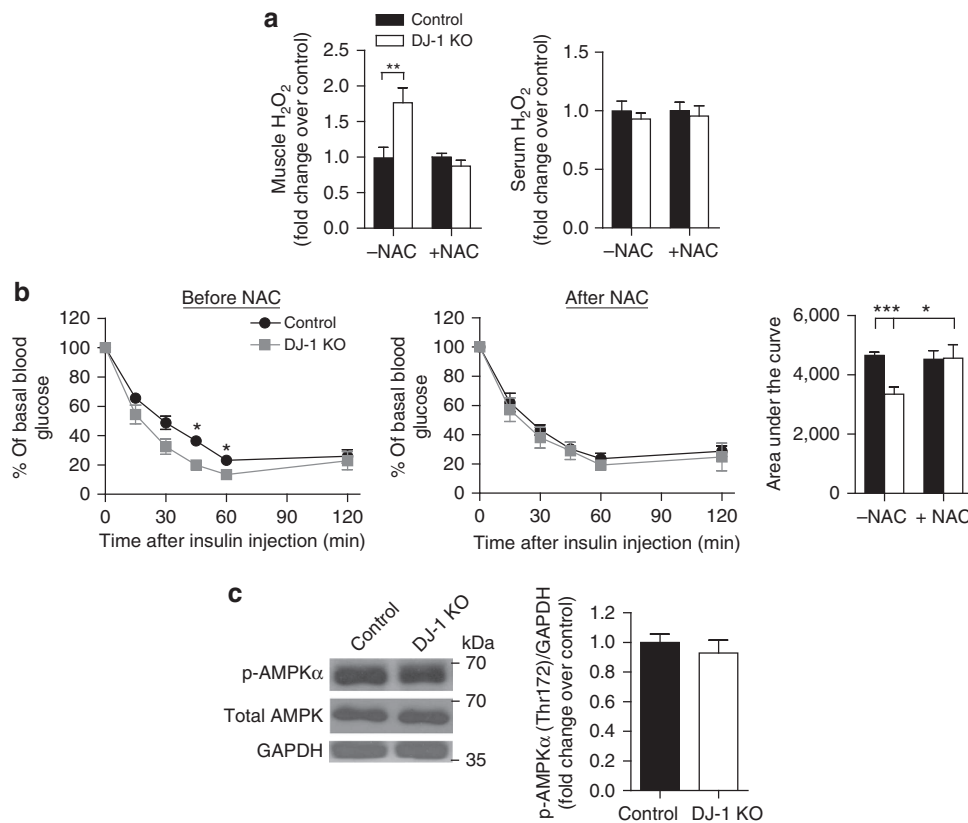 a
Control
DJ-1 KO
Muscle H2O2
(fold change over control)
2.5
2.0
1.5
1.0
0.5
0.0
**
–NAC
+NAC
Serum H2O2
(fold change over control)
1.5
1.0
0.5
0.0
–NAC
+NAC
b
Before NAC
Control
DJ-1 KO
% Of basal blood
glucose
120
100
80
60
40
20
0
*
*
0 30 60 90 120
Time after insulin injection (min)
After NAC
% Of basal blood
glucose
120
100
80
60
40
20
0
0 30 60 90 120
Time after insulin injection (min)
Area under the curve
6,000
4,000
2,000
0
***
*
–NAC
+ NAC
c
Control
DJ-1 KO
kDa
p-AMPKα
70
Total AMPK
70
GAPDH
35
p-AMPKα (Thr172)/GAPDH
(fold change over control)
1.2
1.0
0.8
0.6
0.4
0.2
0.0
Control
DJ-1 KO